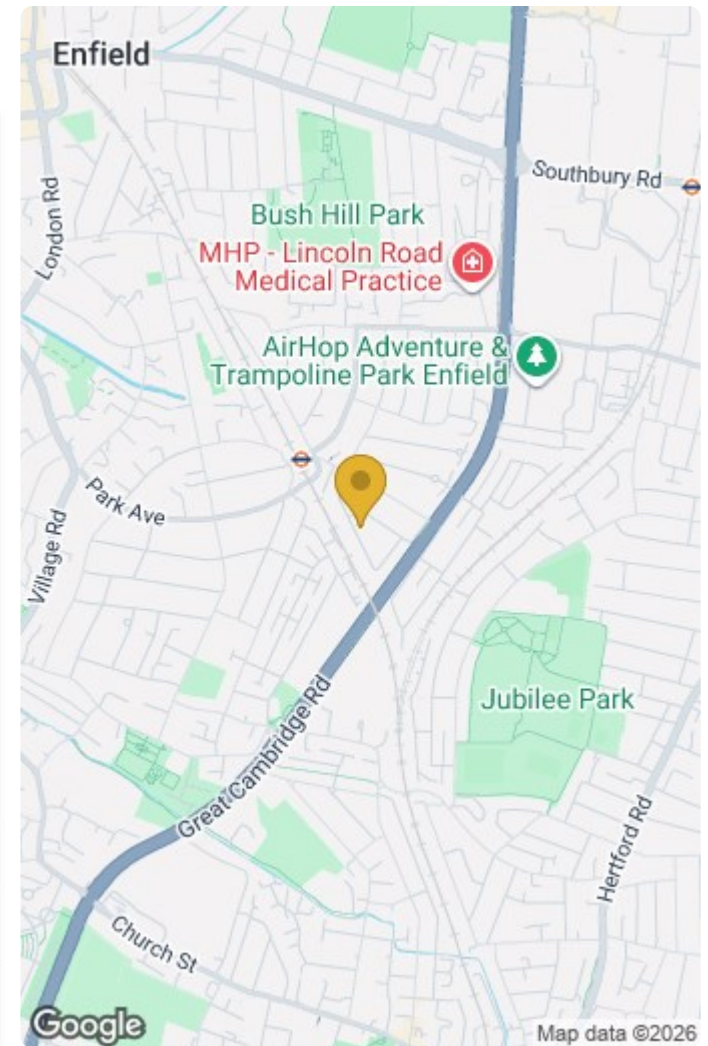 Enfield
Southbury Rd
London Rd
Bush Hill Park
MHP - Lincoln Road
Medical Practice
AirHop Adventure &
Trampoline Park Enfield
Park Ave
Village Rd
Jubilee Park
Great Cambridge Rd
Hertford Rd
Church St
Google
Map data ©2026